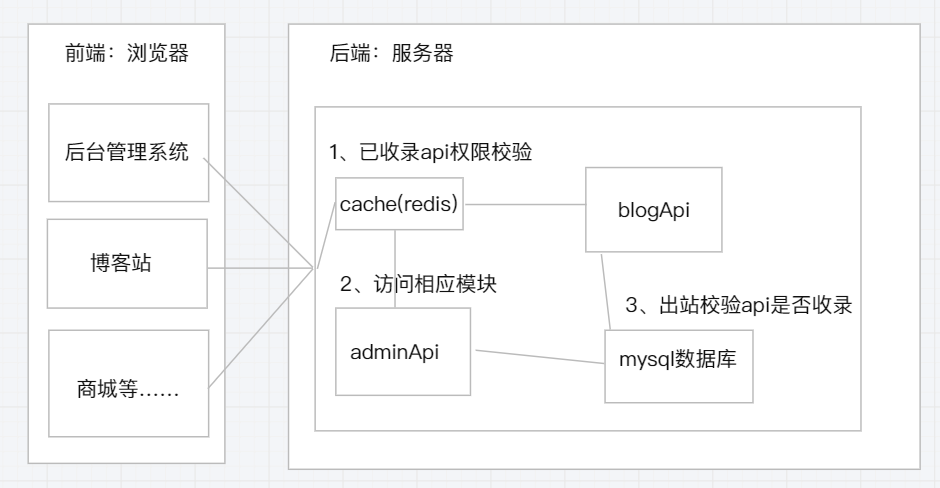 前端：浏览器
后台管理系统
博客站
商城等……
后端：服务器
1、已收录api权限校验
cache(redis)
blogApi
2、访问相应模块
adminApi
3、出站校验api是否收录
mysql数据库